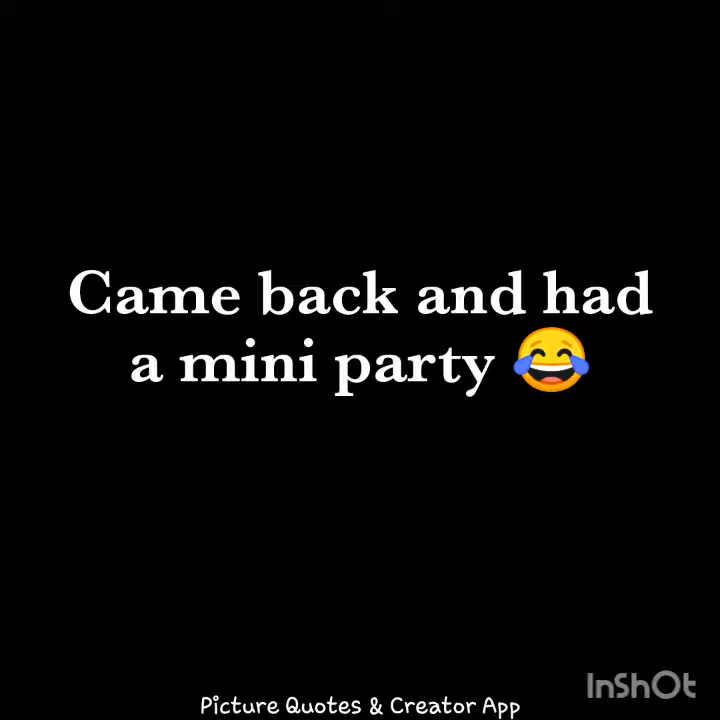 Came back and had
a mini party 😂
InShOt
Picture Quotes & Creator App